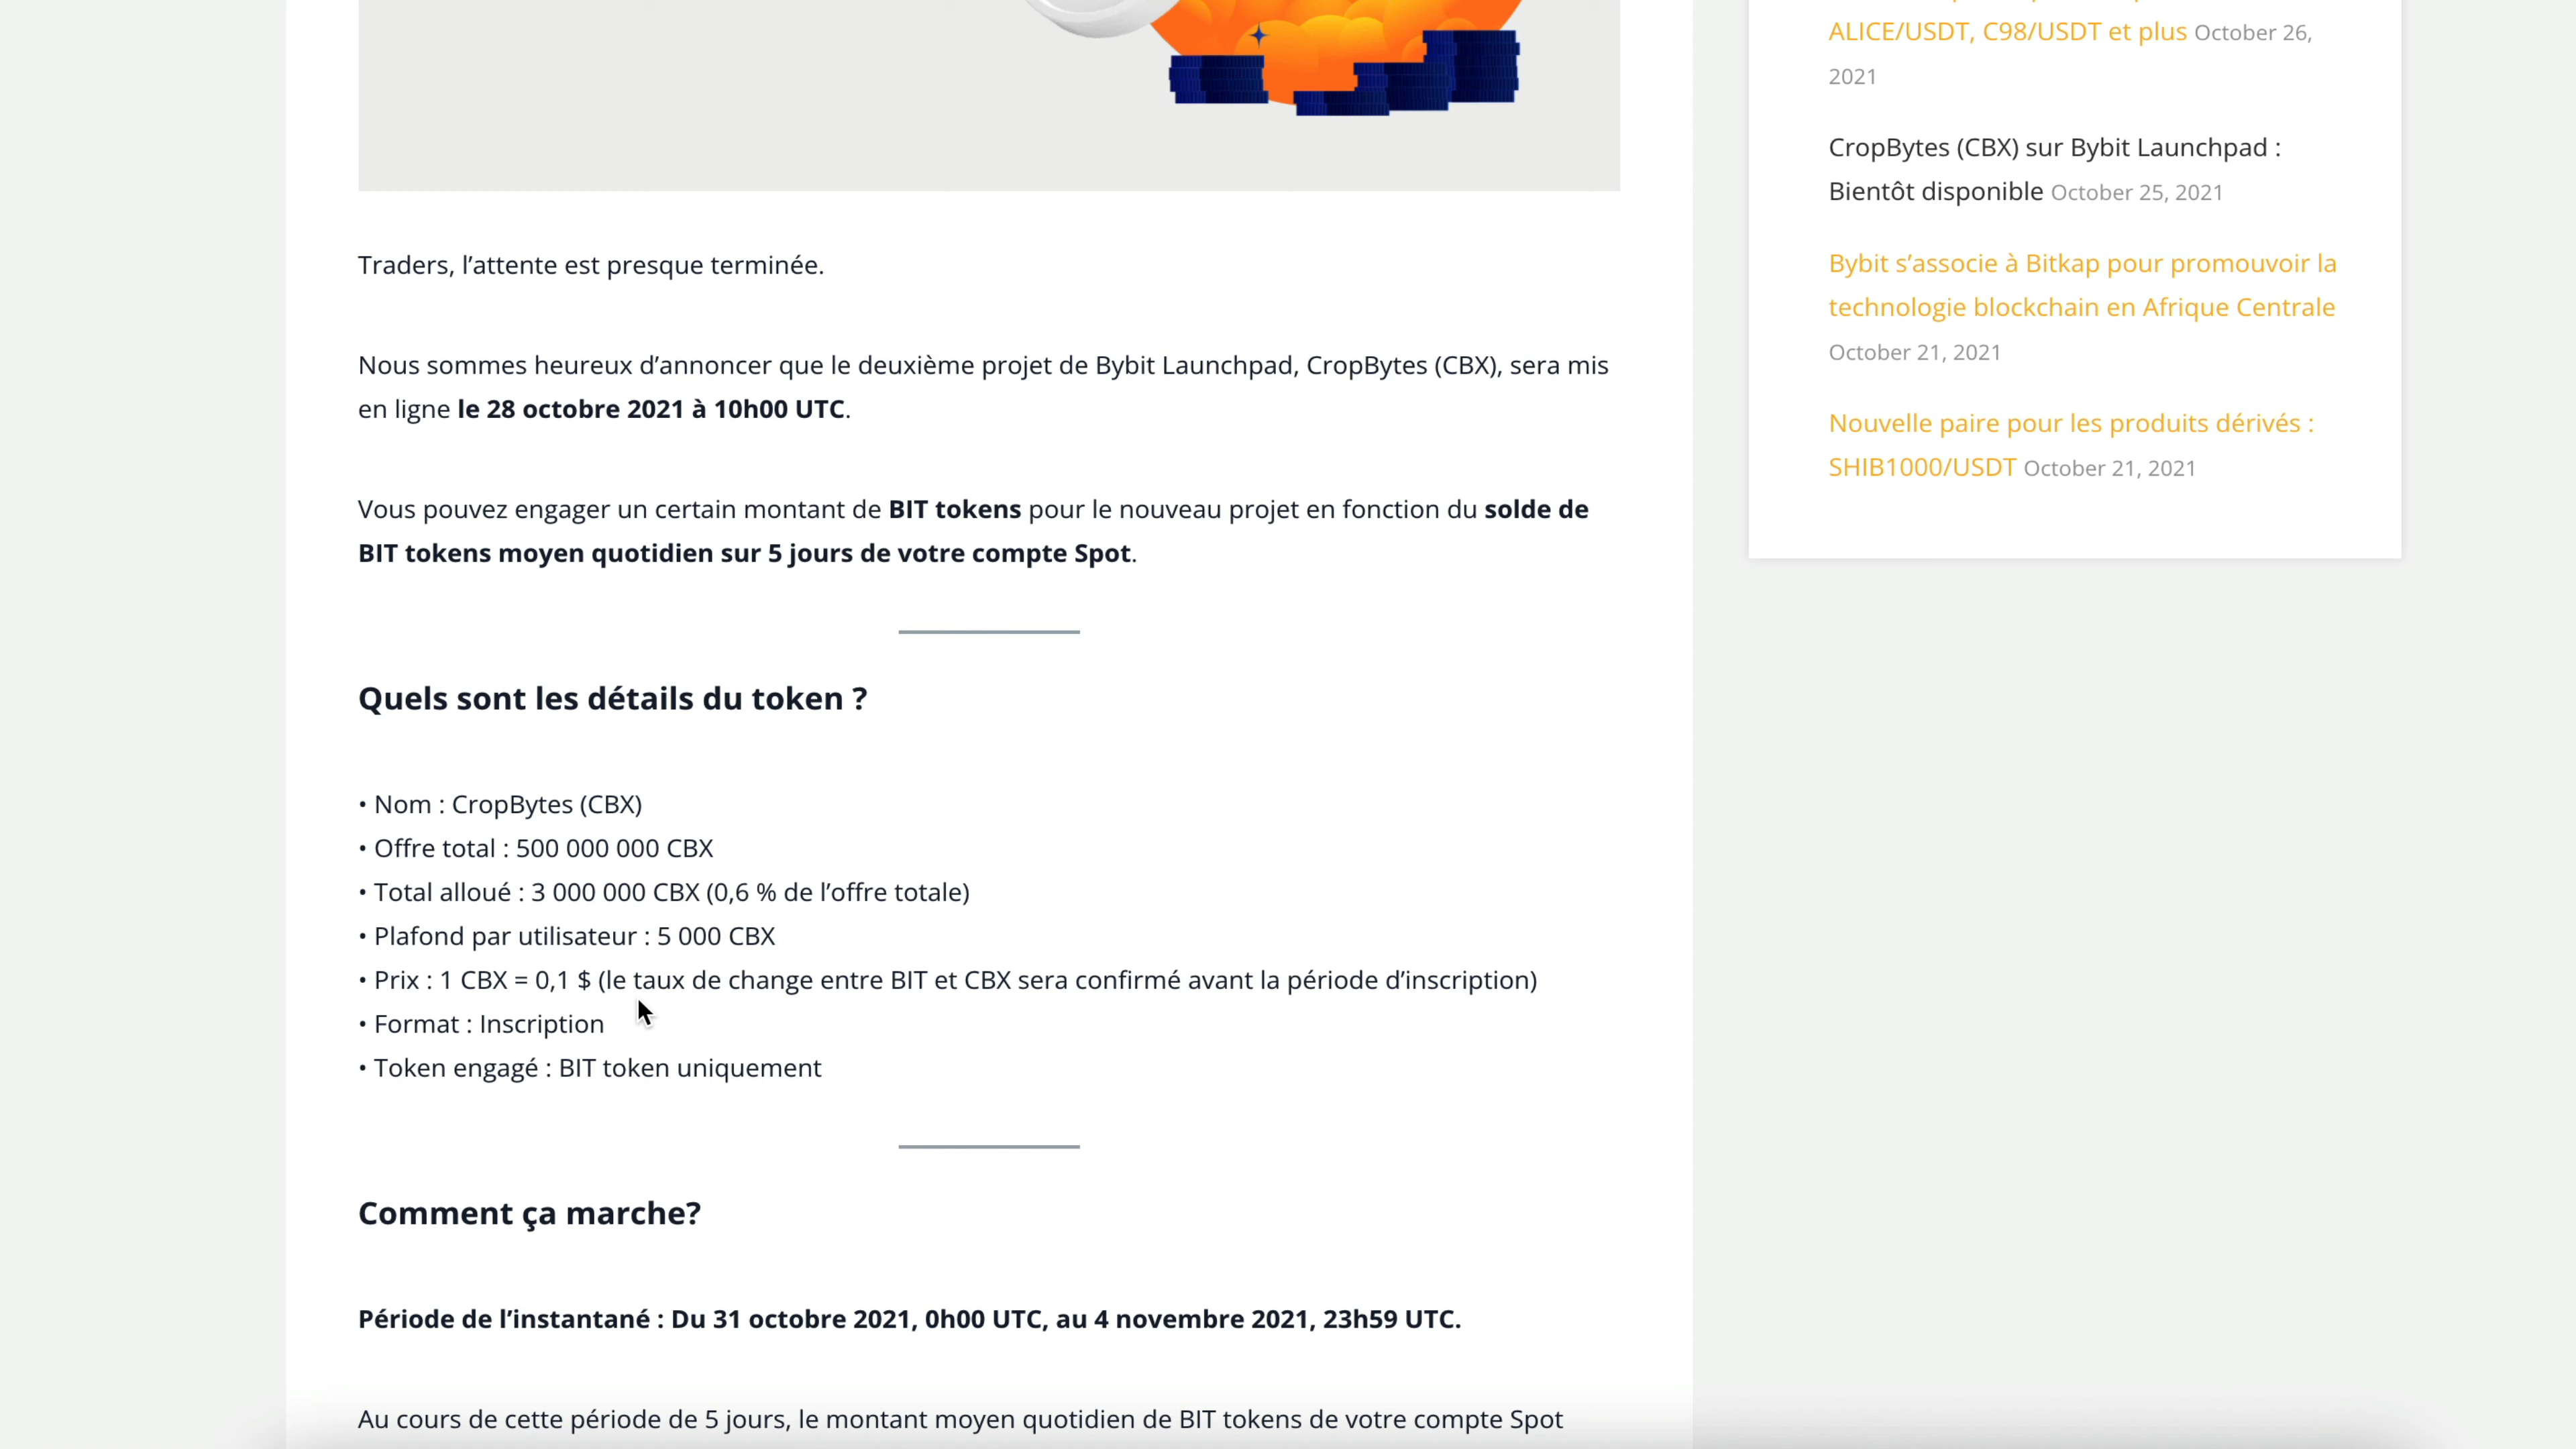 Traders, l’attente est presque terminée.
Nous sommes heureux d’annoncer que le deuxième projet de Bybit Launchpad, CropBytes (CBX), sera mis
en ligne le 28 octobre 2021 à 10h00 UTC.
Vous pouvez engager un certain montant de BIT tokens pour le nouveau projet en fonction du solde de
BIT tokens moyen quotidien sur 5 jours de votre compte Spot.
Quels sont les détails du token ?
• Nom : CropBytes (CBX)
• Offre total : 500 000 000 CBX
• Total alloué : 3 000 000 CBX (0,6 % de l’offre totale)
• Plafond par utilisateur : 5 000 CBX
• Prix : 1 CBX = 0,1 $ (le taux de change entre BIT et CBX sera confirmé avant la période d’inscription)
• Format : Inscription
• Token engagé : BIT token uniquement
Comment ça marche?
Période de l’instantané : Du 31 octobre 2021, 0h00 UTC, au 4 novembre 2021, 23h59 UTC.
Au cours de cette période de 5 jours, le montant moyen quotidien de BIT tokens de votre compte Spot
ALICE/USDT, C98/USDT et plus October 26,
2021
CropBytes (CBX) sur Bybit Launchpad :
Bientôt disponible October 25, 2021
Bybit s’associe à Bitkap pour promouvoir la
technologie blockchain en Afrique Centrale
October 21, 2021
Nouvelle paire pour les produits dérivés :
SHIB1000/USDT October 21, 2021